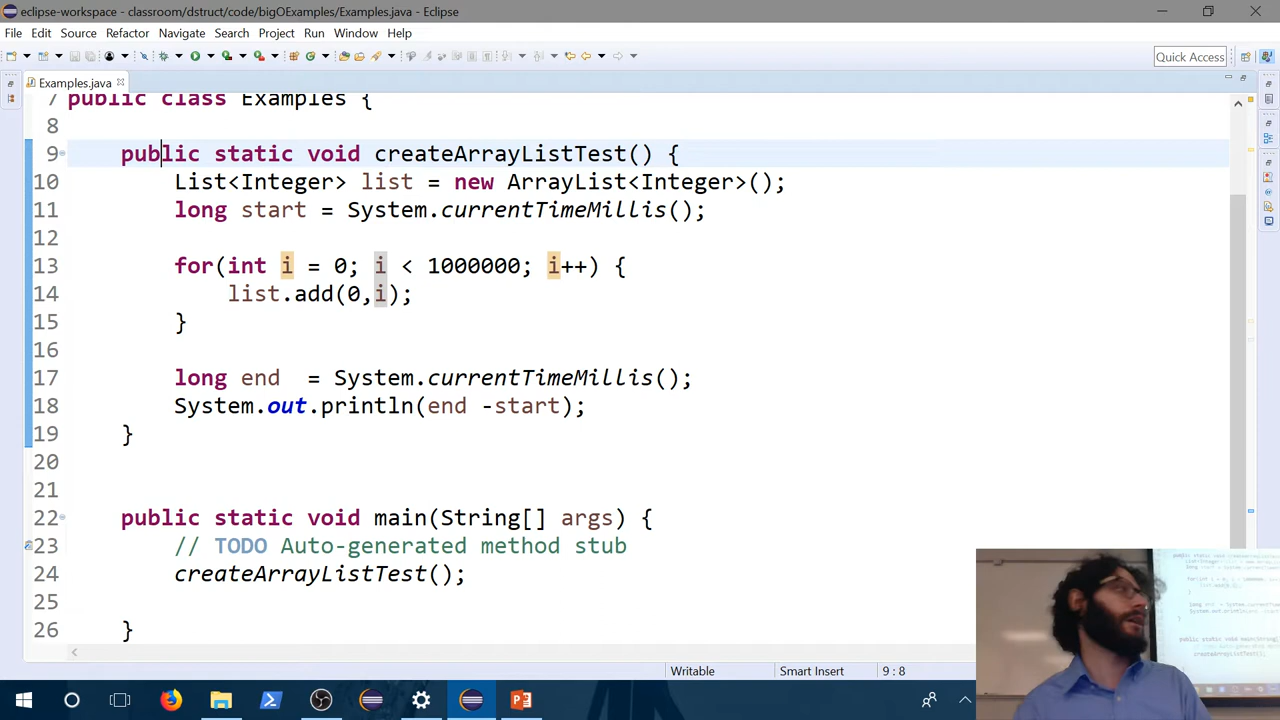 eclipse-workspace - classroom/dstruct/code/bigOExamples/Examples.java - Eclipse
File Edit Source Refactor Navigate Search Project Run Window Help
Quick Access
Examples.java
7 public class Examples {
8
9 public static void createArrayListTest() {
10 List<Integer> list = new ArrayList<Integer>();
11 long start = System.currentTimeMillis();
12
13 for(int i = 0; i < 1000000; i++) {
14 list.add(0,i);
15 }
16
17 long end  = System.currentTimeMillis();
18 System.out.println(end -start);
19 }
20
21
22 public static void main(String[] args) {
23 // TODO Auto-generated method stub
24 createArrayListTest();
25
26 }
Writable Smart Insert 9 : 8